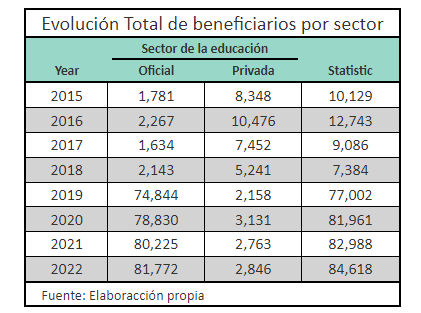 Evolución Total de beneficiarios por sector
Sector de la educación
Year Oficial Privada Statistic
2015 1,781 8,348 10,129
2016 2,267 10,476 12,743
2017 1,634 7,452 9,086
2018 2,143 5,241 7,384
2019 74,844 2,158 77,002
2020 78,830 3,131 81,961
2021 80,225 2,763 82,988
2022 81,772 2,846 84,618
Fuente: Elaboracción propia